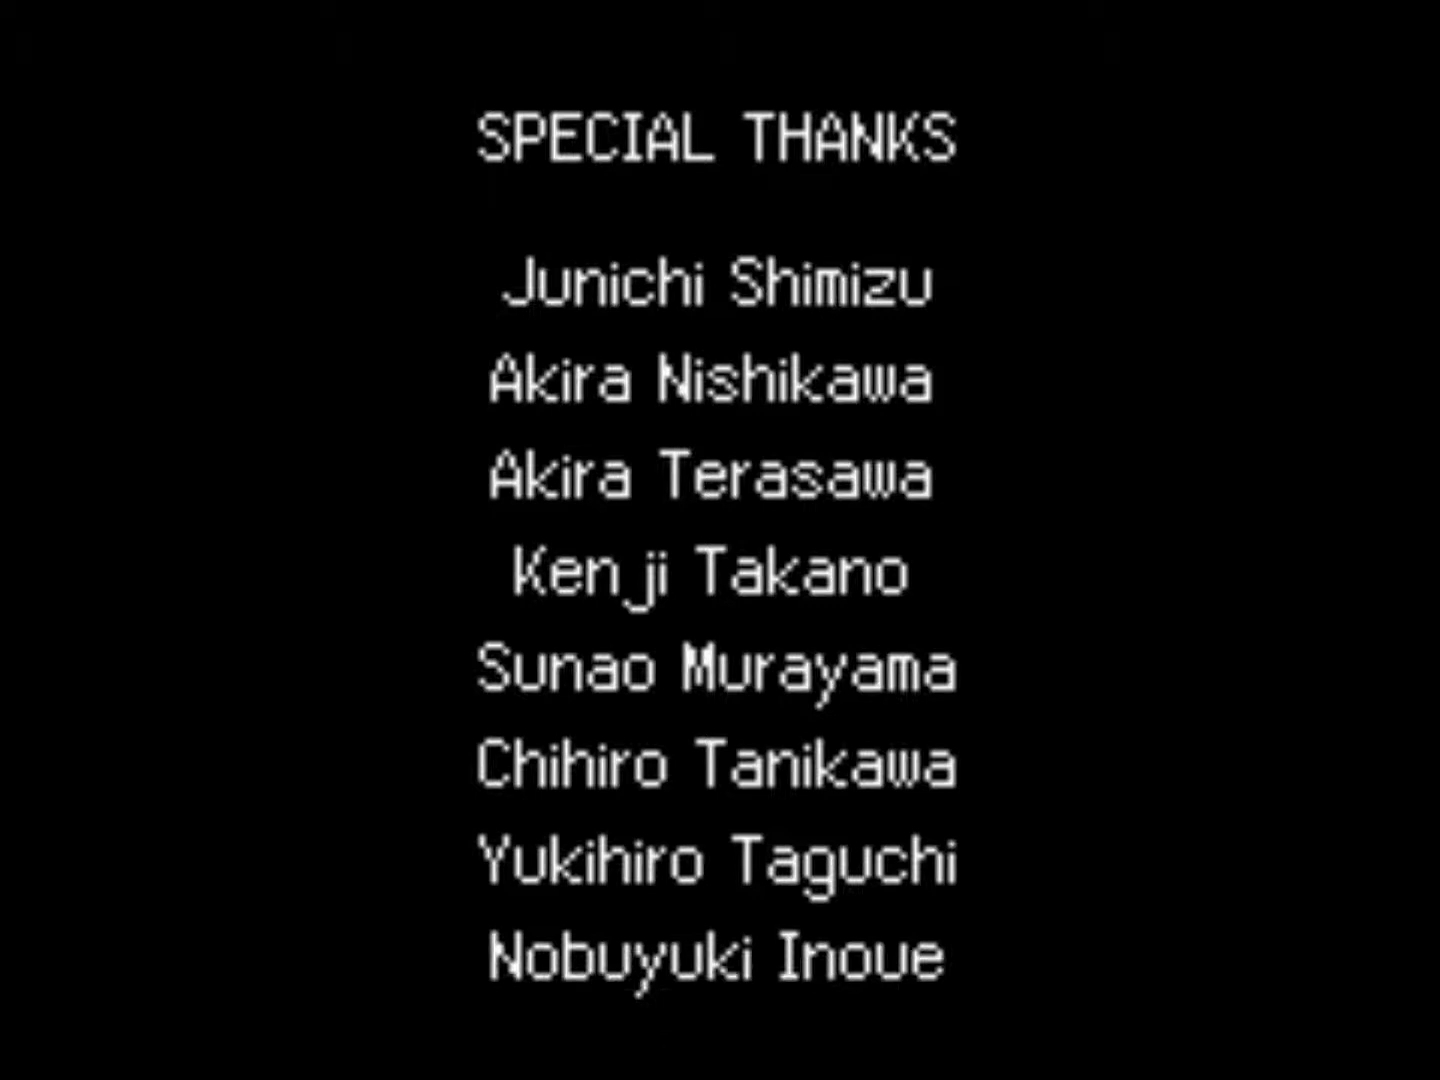 SPECIAL THANKS
Junichi Shimizu
Akira Nishikawa
Akira Terasawa
Kenji Takano
Sunao Murayama
Chihiro Tanikawa
Yukihiro Taguchi
Nobuyuki Inoue